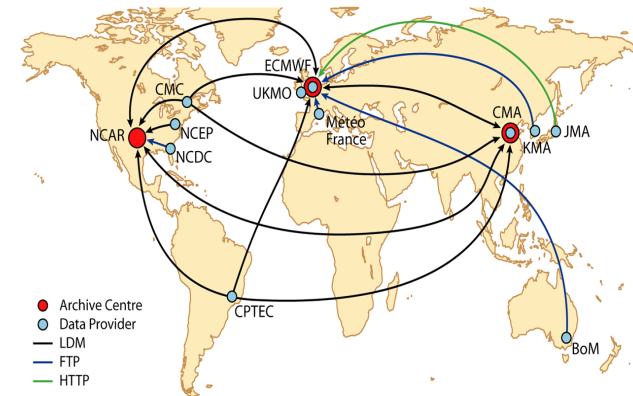 ECMWF
CMC
UKMO
CMA
NCAR
NCEP
Météo
France
JMA
KMA
NCDC
CPTEC
BoM
Archive Centre
Data Provider
LDM
FTP
HTTP